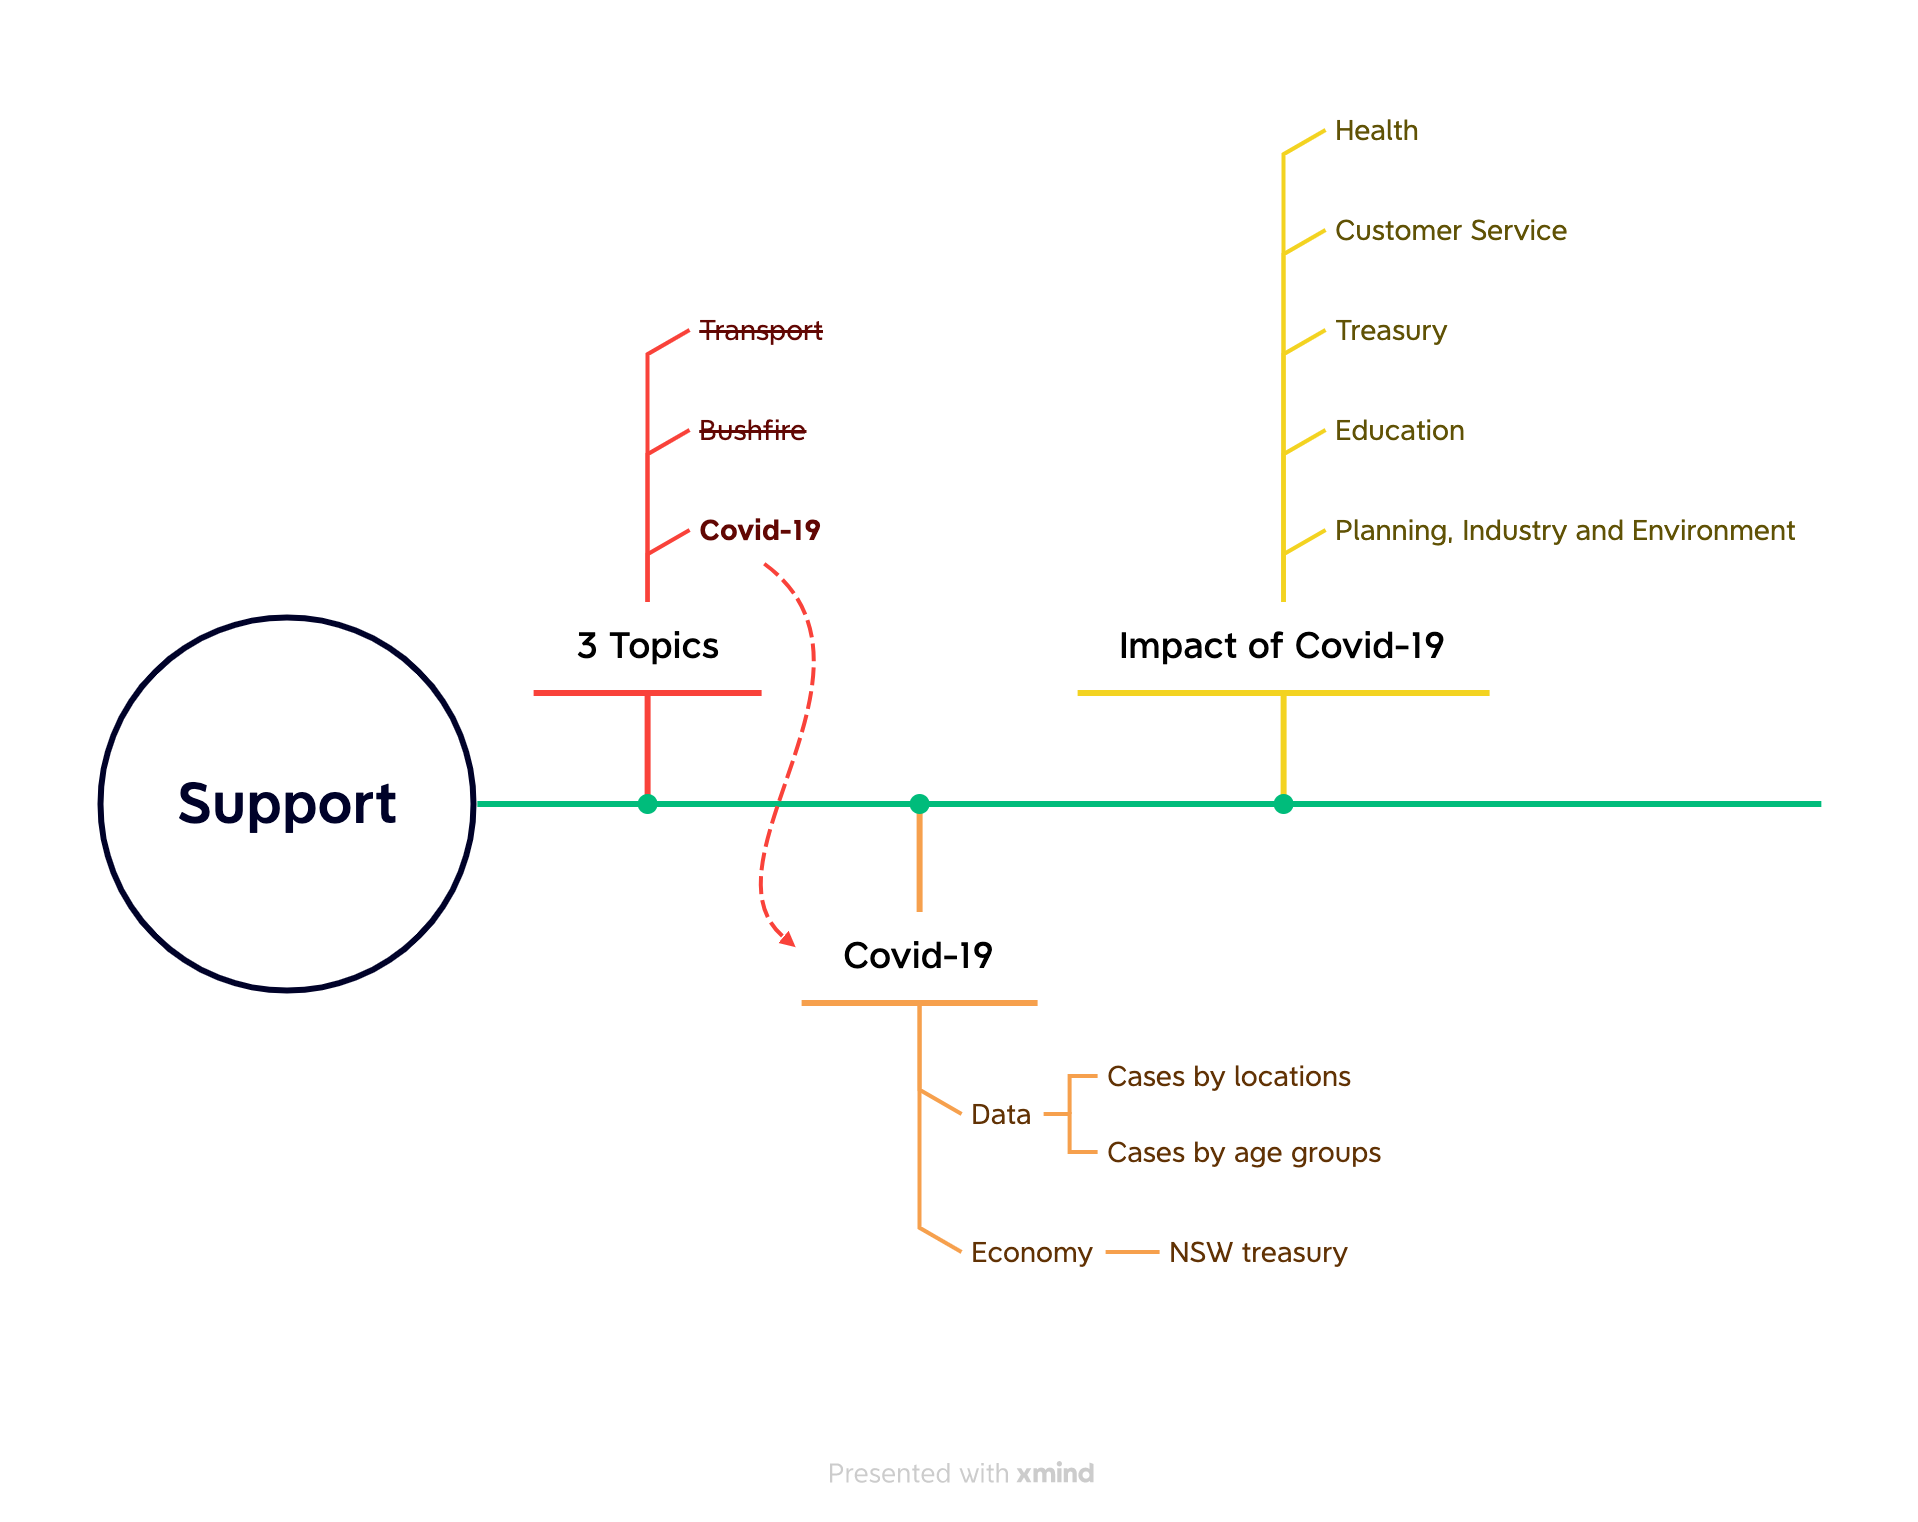 Support
3 Topics
Transport
Bushfire
Covid-19
Covid-19
Data
Cases by locations
Cases by age groups
Economy
NSW treasury
Impact of Covid-19
Health
Customer Service
Treasury
Education
Planning, Industry and Environment
Presented with xmind